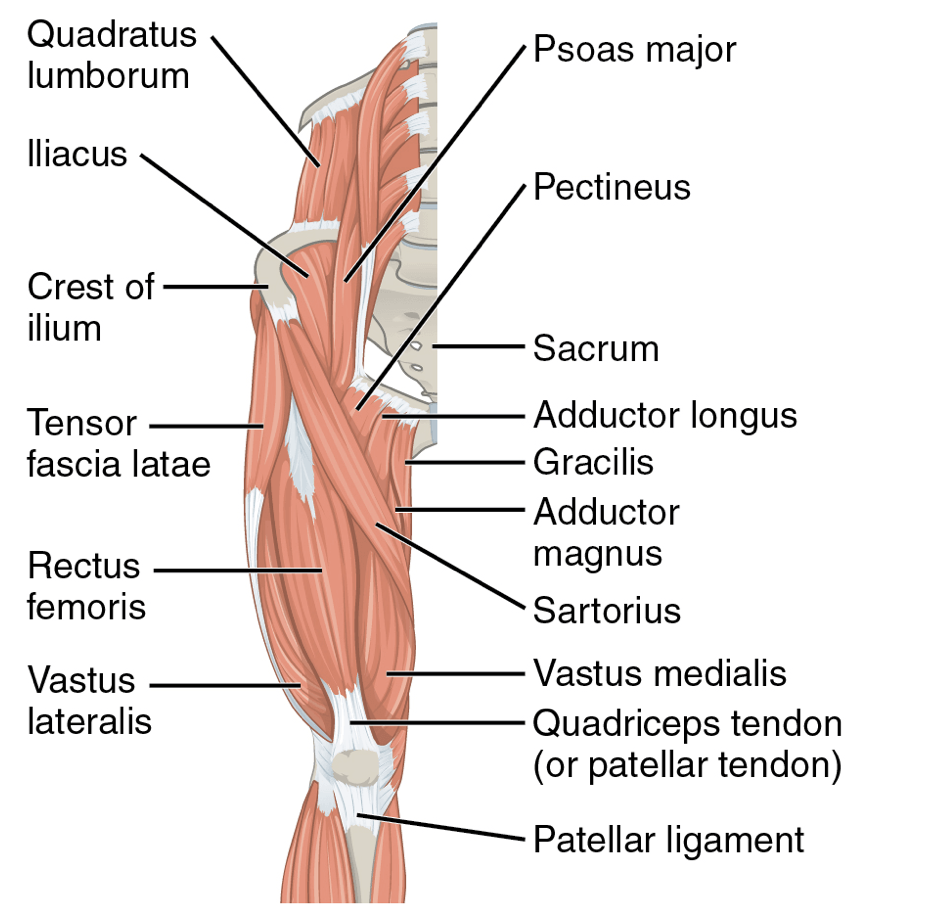 Quadratus
lumborum
Iliacus
Crest of
ilium
Tensor
fascia latae
Rectus
femoris
Vastus
lateralis
Psoas major
Pectineus
Sacrum
Adductor longus
Gracilis
Adductor
magnus
Sartorius
Vastus medialis
Quadriceps tendon
(or patellar tendon)
Patellar ligament